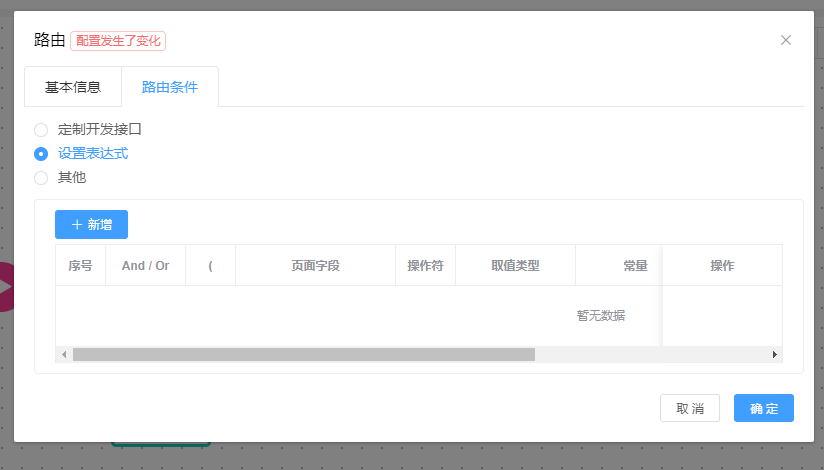 路由 配置发生了变化
基本信息 路由条件
定制开发接口
设置表达式
其他
+ 新增
序号 And / Or ( 页面字段 操作符 取值类型 常量 操作
暂无数据
取消 确定